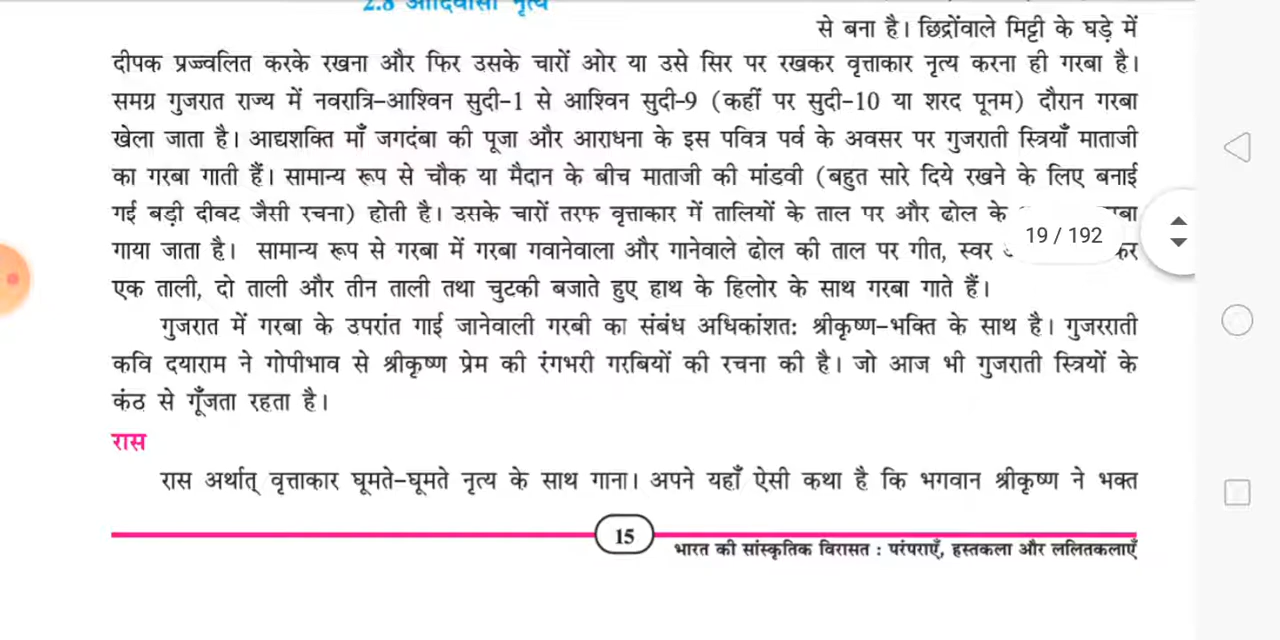 2.8 आदिवासी नृत्य
से बना है। छिद्रोंवाले मिट्टी के घड़े में
दीपक प्रज्ज्वलित करके रखना और फिर उसके चारों ओर या उसे सिर पर रखकर वृत्ताकार नृत्य करना ही गरबा है।
समग्र गुजरात राज्य में नवरात्रि-आश्विन सुदी-1 से आश्विन सुदी-9 (कहीं पर सुदी-10 या शरद पूनम) दौरान गरबा
खेला जाता है। आद्यशक्ति माँ जगदंबा की पूजा और आराधना के इस पवित्र पर्व के अवसर पर गुजराती स्त्रियाँ माताजी
का गरबा गाती हैं। सामान्य रूप से चौक या मैदान के बीच माताजी की मांडवी (बहुत सारे दिये रखने के लिए बनाई
गई बड़ी दीवट जैसी रचना) होती है। उसके चारों तरफ वृत्ताकार में तालियों के ताल पर और ढोल के
19 / 192
गाया जाता है। सामान्य रूप से गरबा में गरबा गवानेवाला और गानेवाले ढोल की ताल पर गीत, स्वर
एक ताली, दो ताली और तीन ताली तथा चुटकी बजाते हुए हाथ के हिलोर के साथ गरबा गाते हैं।
गुजरात में गरबा के उपरांत गाई जानेवाली गरबी का संबंध अधिकांशतः श्रीकृष्ण-भक्ति के साथ है। गुजरराती
कवि दयाराम ने गोपीभाव से श्रीकृष्ण प्रेम की रंगभरी गरबियों की रचना की है। जो आज भी गुजराती स्त्रियों के
कंठ से गूँजता रहता है।
रास
रास अर्थात् वृत्ताकार घूमते-घूमते नृत्य के साथ गाना। अपने यहाँ ऐसी कथा है कि भगवान श्रीकृष्ण ने भक्त
15
भारत की सांस्कृतिक विरासत : परंपराएँ, हस्तकला और ललितकलाएँ